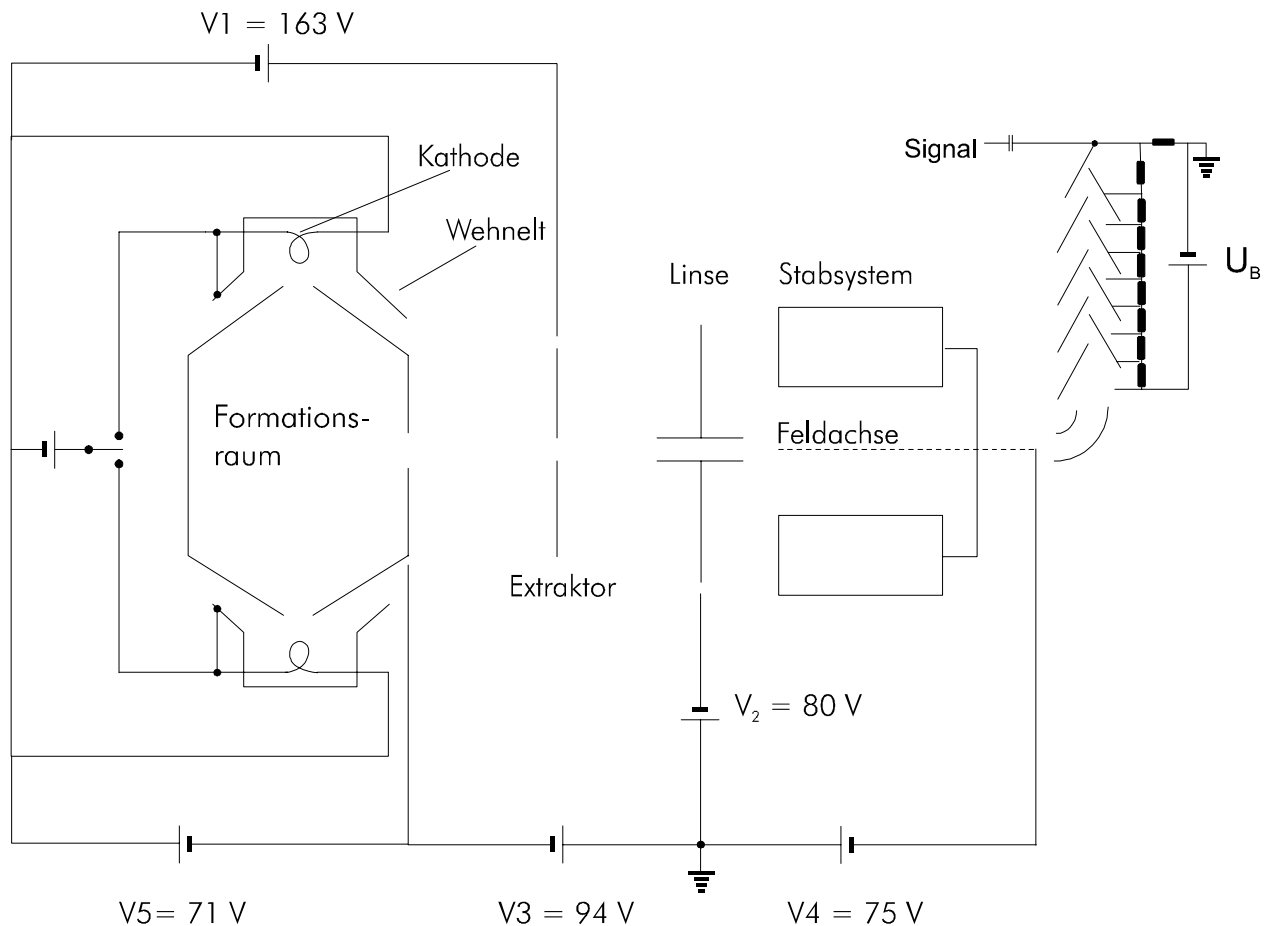 V1 = 163 V
Kathode
Signal
Wehnelt
Linse
Stabsystem
UB
Formations-
raum
Feldachse
Extraktor
V2 = 80 V
V5= 71 V
V3 = 94 V
V4 = 75 V